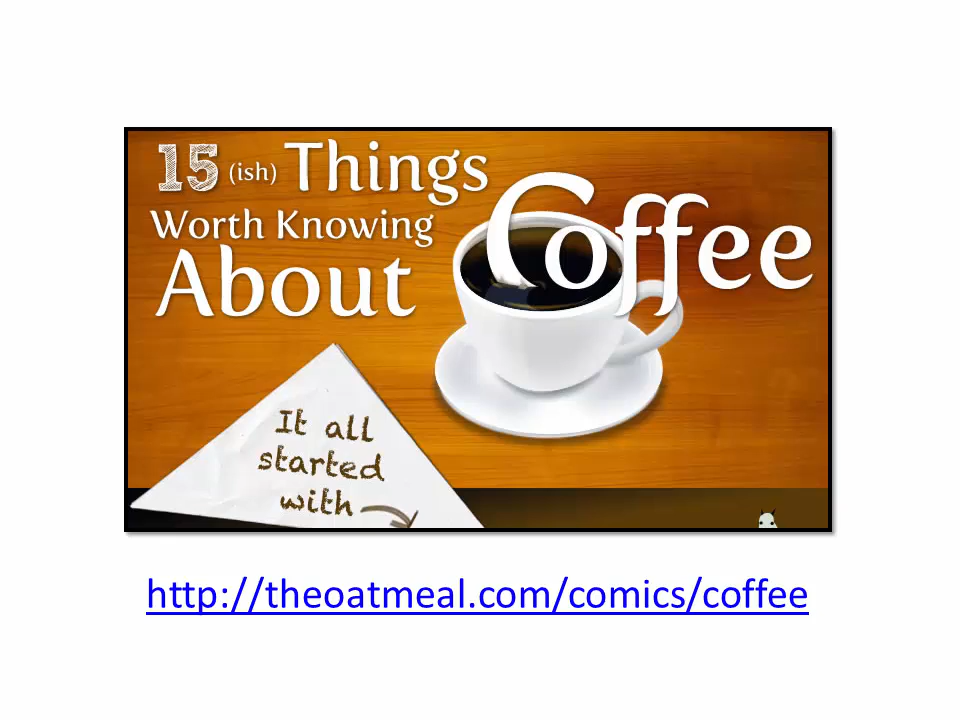 15 (ish) Things
Worth Knowing
About Coffee
It all
started
with
http://theoatmeal.com/comics/coffee